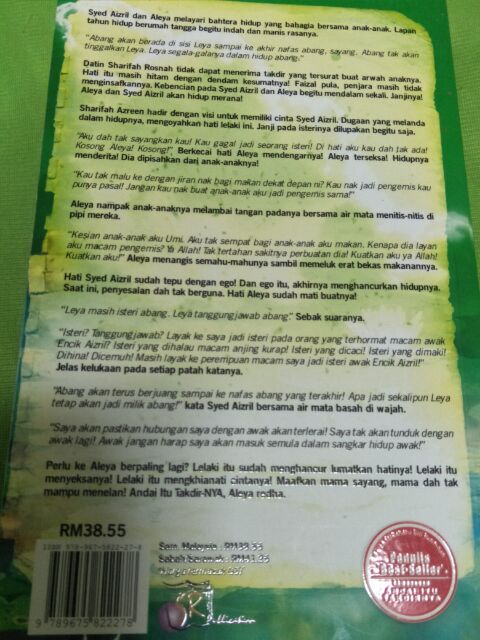 Syed Aizril dan Aleya melayari bahtera hidup yang bahagia bersama anak-anak. Lapan
tahun hidup berumah tangga begitu indah dan manis rasanya.
"Abang akan berada di sisi Leya sampai ke akhir nafas abang, sayang. Abang tak akan
tinggalkan Leya. Leya segala-galanya dalam hidup abang."
Datin Sharifah Rosnah tidak dapat menerima takdir yang tersurat buat arwah anaknya.
Hati itu masih hitam dengan dendam kesumatnya! Faizal pula, penjara masih tidak
menginsafkannya. Kebencian pada Syed Aizril dan Aleya begitu mendalam sekali. Janjinya!
Aleya dan Syed Aizril akan hidup merana!
Sharifah Azreen hadir dengan visi untuk memiliki cinta Syed Aizril. Dugaan yang melanda
dalam hidupnya, mengoyahkan hati lelaki ini. Janji pada isterinya dilupakan begitu saja.
"Aku dah tak sayangkan kau! Kau gagal jadi seorang isteri! Di hati aku kau dah tak ada!
Kosong Aleya! Kosong!". Berkecai hati Aleya mendengarnya! Aleya terseksa! Hidupnya
menderita! Dia dipisahkan dari anak-anaknya!
"Kau tak malu ke dengan jiran nak bagi makan dekat depan ni? Kau nak jadi pengemis kau
punya pasal! Jangan kau nak buat anak-anak aku jadi pengemis sama!"
Aleya nampak anak-anaknya melambai tangan padanya bersama air mata menitis-nitis di
pipi mereka.
"Kesian anak-anak aku Umi. Aku tak sempat bagi anak-anak aku makan. Kenapa dia layan
aku macam pengemis? Ya Allah! Tak tertahan sakitnya perbuatan dia! Kuatkan aku ya Allah!
Kuatkan aku!" Aleya menangis semahu-mahunya sambil memeluk erat bekas makanannya.
Hati Syed Aizril sudah tepu dengan ego! Dan ego itu, akhirnya menghancurkan hidupnya.
Saat ini, penyesalan dah tak berguna. Hati Aleya sudah mati buatnya!
"Leya masih isteri abang. Leya tanggungjawab abang." Sebak suaranya.
"Isteri? Tanggungjawab? Layak ke saya jadi isteri pada orang yang terhormat macam awak
Encik Aizril? Isteri yang dihalau macam anjing kurap! Isteri yang dicaci! Isteri yang dimaki!
Dihina! Dicemuh! Masih layak ke perempuan macam saya jadi isteri awak Encik Aizril?!"
Jelas kelukaan pada setiap patah katanya.
"Abang akan terus berjuang sampai ke nafas abang yang terakhir! Apa jadi sekalipun Leya
tetap akan jadi milik abang!" kata Syed Aizril bersama air mata basah di wajah.
"Saya akan pastikan hubungan saya dengan awak akan terlerai! Saya tak akan tunduk dengan
awak lagi! Awak jangan harap saya akan masuk semula dalam sangkar hidup awak!"
Perlu ke Aleya berpaling lagi? Lelaki itu sudah menghancur lumatkan hatinya! Lelaki itu
menyeksanya! Lelaki itu mengkhianati cintanya! Maafkan mama sayang, mama dah tak
mampu menelan! Andai Itu Takdir-NYA, Aleya redha.
RM38.55
ISBN 978-967-5822-27-8
9 789675 822278
Sem. Malaysia : RM38.55
Penulis
Best Seller